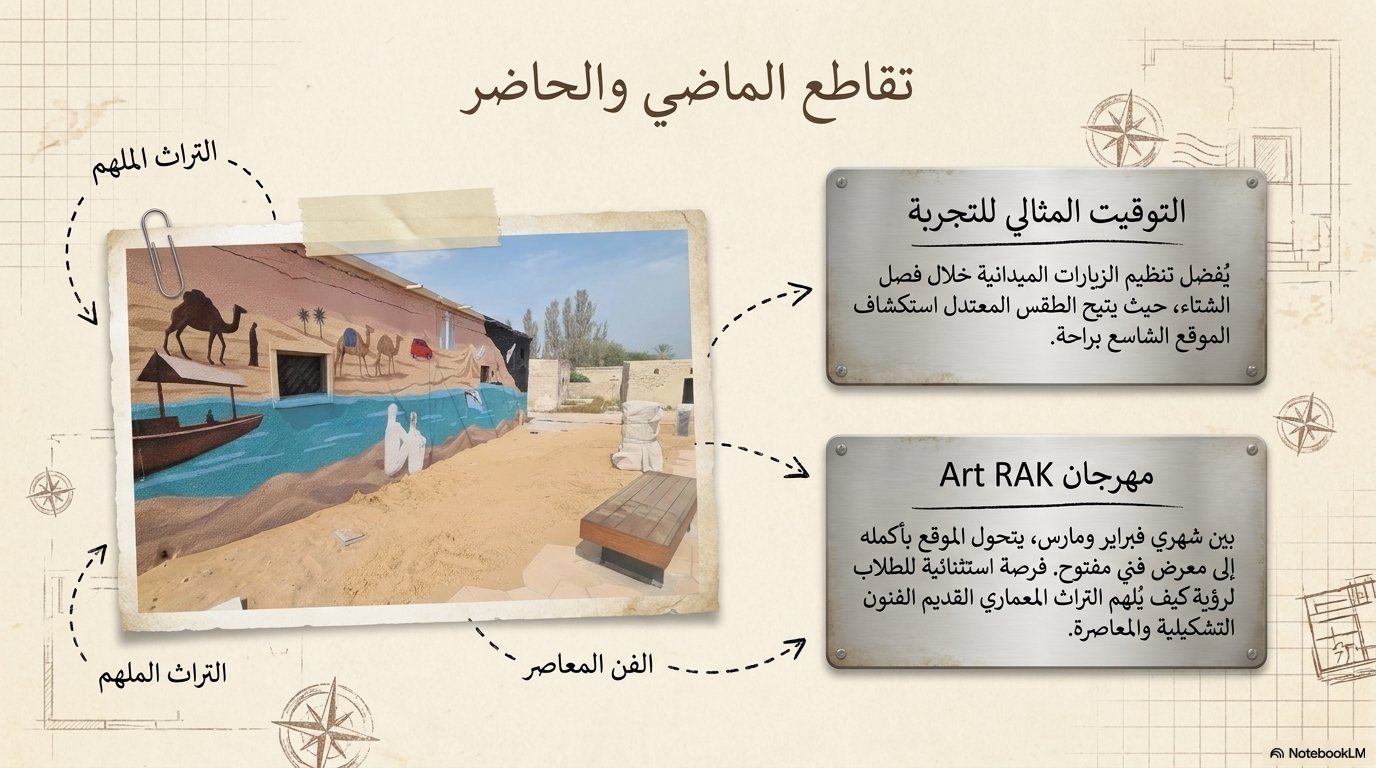 تقاطع الماضي والحاضر
التراث الملهم
التوقيت المثالي للتجربة
يُفضل تنظيم الزيارات الميدانية خلال فصل
الشتاء، حيث يتيح الطقس المعتدل استكشاف
الموقع الشاسع براحة.
مهرجان Art RAK
بين شهري فبراير ومارس، يتحول الموقع بأكمله
إلى معرض فني مفتوح. فرصة استثنائية للطلاب
لرؤية كيف يُلهم التراث المعماري القديم الفنون
التشكيلية والمعاصرة.
الفن المعاصر
التراث الملهم
NotebookLM